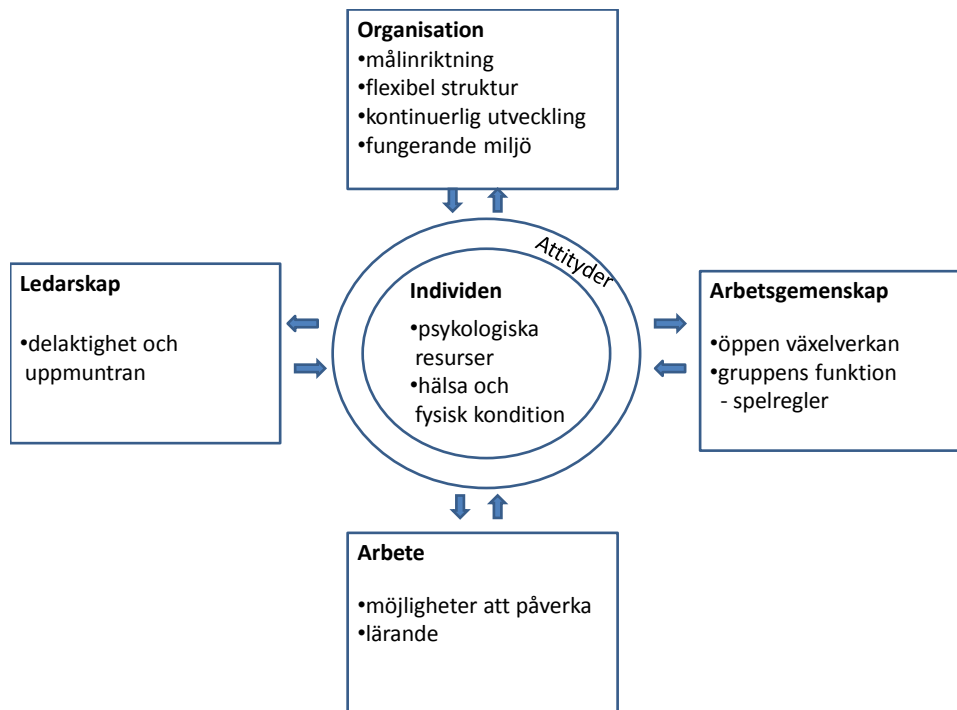 Organisation
•målinriktning
•flexibel struktur
•kontinuerlig utveckling
•fungerande miljö
Attityder
Ledarskap
•delaktighet och
uppmuntran
Individen
•psykologiska
resurser
•hälsa och
fysisk kondition
Arbetsgemenskap
•öppen växelverkan
•gruppens funktion
- spelregler
Arbete
•möjligheter att påverka
•lärande